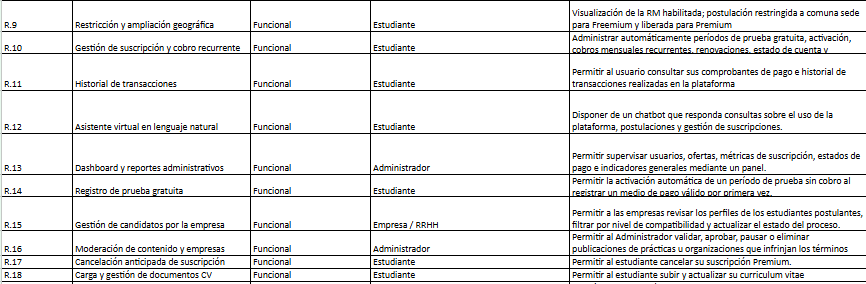 R.9 Restricción y ampliación geográfica Funcional Estudiante Visualización de la RM habilitada; postulación restringida a comuna sede
para Freemium y liberada para Premium
R.10 Gestión de suscripción y cobro recurrente Funcional Estudiante Administrar automáticamente períodos de prueba gratuita, activación,
cobros mensuales recurrentes, renovaciones, estado de cuenta y
R.11 Historial de transacciones Funcional Estudiante Permitir al usuario consultar sus comprobantes de pago e historial de
transacciones realizadas en la plataforma
R.12 Asistente virtual en lenguaje natural Funcional Estudiante Disponer de un chatbot que responda consultas sobre el uso de la
plataforma, postulaciones y gestión de suscripciones.
R.13 Dashboard y reportes administrativos Funcional Administrador Permitir supervisar usuarios, ofertas, métricas de suscripción, estados de
pago e indicadores generales mediante un panel.
R.14 Registro de prueba gratuita Funcional Estudiante Permitir la activación automática de un período de prueba sin cobro al
registrar un medio de pago válido por primera vez.
R.15 Gestión de candidatos por la empresa Funcional Empresa / RRHH Permitir a las empresas revisar los perfiles de los estudiantes postulantes,
filtrar por nivel de compatibilidad y actualizar el estado del proceso.
R.16 Moderación de contenido y empresas Funcional Administrador Permitir al Administrador validar, aprobar, pausar o eliminar
publicaciones de prácticas u organizaciones que infrinjan los términos
R.17 Cancelación anticipada de suscripción Funcional Estudiante Permitir al estudiante cancelar su suscripción Premium.
R.18 Carga y gestión de documentos CV Funcional Estudiante Permitir al estudiante subir y actualizar su curriculum vitae